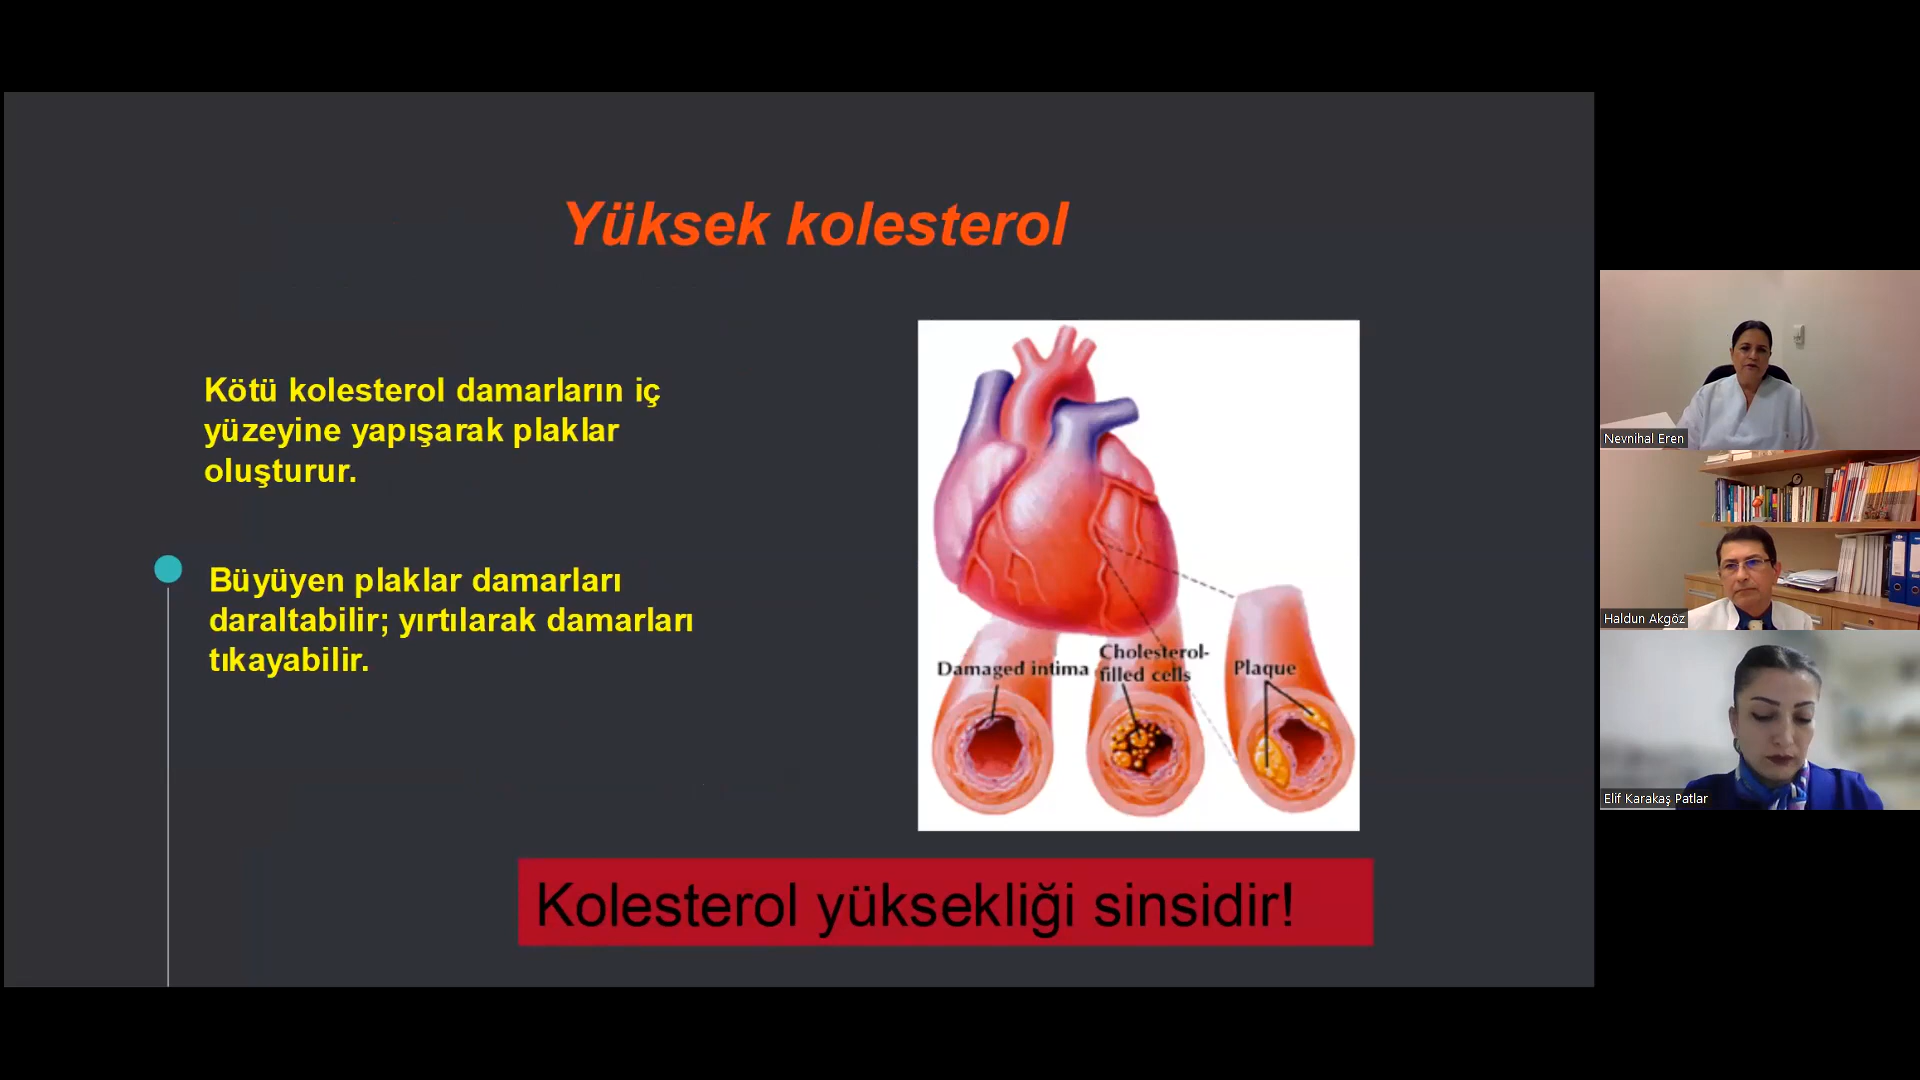 Yüksek kolesterol
Kötü kolesterol damarların iç
yüzeyine yapışarak plaklar
oluşturur.
Büyüyen plaklar damarları
daraltabilir; yırtılarak damarları
tıkayabilir.
Damaged intima
Cholesterol-
filled cells
Plaque
Kolesterol yüksekliği sinsidir!
Nevnihal Eren
Haldun Akgöz
Elif Karakaş Patlar